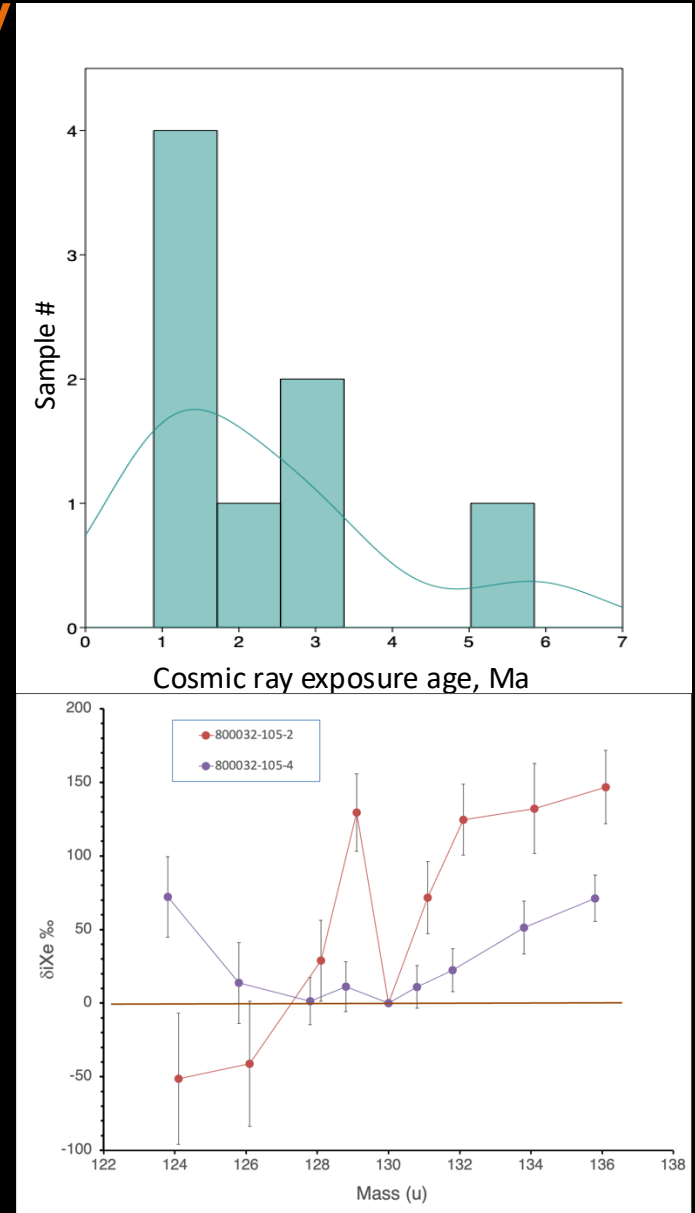 4
3
2
1
0
Sample #
0 1 2 3 4 5 6 7
Cosmic ray exposure age, Ma
200
150
100
50
0
-50
-100
δiXe ‰
800032-105-2
800032-105-4
122 124 126 128 130 132 134 136 138
Mass (u)